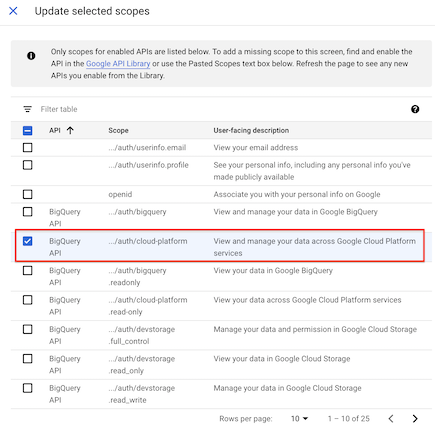 Update selected scopes
Only scopes for enabled APIs are listed below. To add a missing scope to this screen, find and enable
the API in the Google API Library or use the Pasted Scopes text box below. Refresh the page to see any new
APIs you enable from the Library.
Filter table
API Scope User-facing description
.../auth/userinfo.email View your email address
.../auth/userinfo.profile See your personal info, including any personal info you've
made publicly available
openid Associate you with your personal info on Google
BigQuery .../auth/bigquery View and manage your data in Google BigQuery
API
BigQuery .../auth/cloud-platform View and manage your data across Google Cloud Platform
API services
BigQuery .../auth/bigquery View your data in Google BigQuery
API .readonly
BigQuery .../auth/cloud-platform View your data across Google Cloud Platform services
API .read-only
BigQuery .../auth/devstorage Manage your data and permission in Google Cloud Storage
API .full_control
BigQuery .../auth/devstorage View your data in Google Cloud Storage
API .read_only
BigQuery .../auth/devstorage Manage your data in Google Cloud Storage
API .read_write
Rows per page: 10 1 – 10 of 25